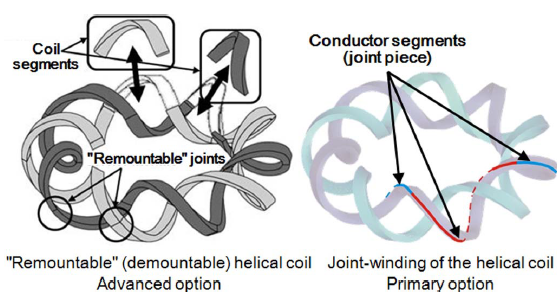 Coil
segments
"Remountable" joints
"Remountable" (demountable) helical coil
Advanced option
Conductor segments
(joint piece)
Joint-winding of the helical coil
Primary option